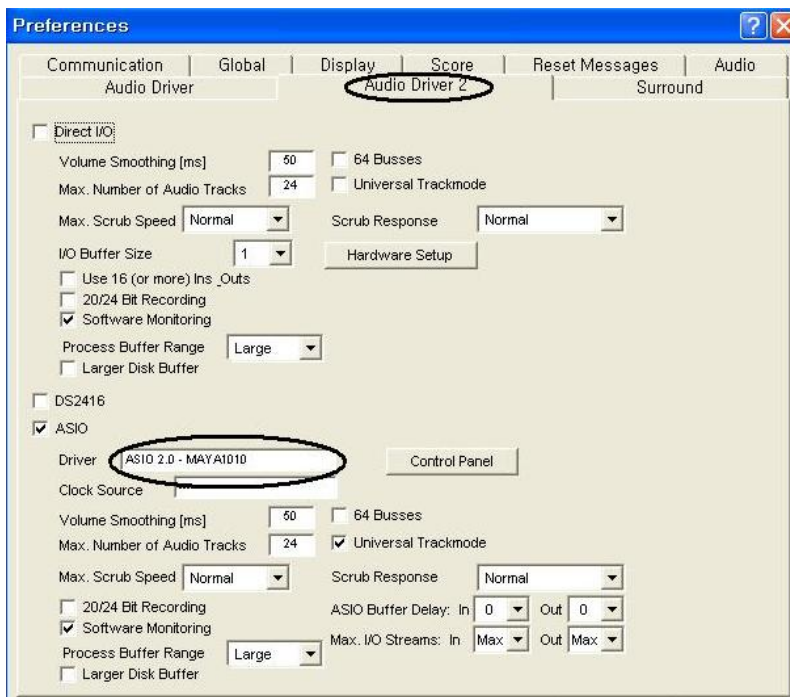 Preferences
Communication Global Display Score Reset Messages Audio
Audio Driver Audio Driver 2 Surround
Direct I/O
Volume Smoothing [ms] 50 64 Busses
Max. Number of Audio Tracks 24 Universal Trackmode
Max. Scrub Speed Normal Scrub Response Normal
I/O Buffer Size 1 Hardware Setup
Use 16 (or more) Ins _Outs
20/24 Bit Recording
Software Monitoring
Process Buffer Range Large
Larger Disk Buffer
DS2416
ASIO
Driver ASIO 2.0 - MAYA1010 Control Panel
Clock Source
Volume Smoothing [ms] 50 64 Busses
Max. Number of Audio Tracks 24 Universal Trackmode
Max. Scrub Speed Normal Scrub Response Normal
20/24 Bit Recording ASIO Buffer Delay: In 0 Out 0
Software Monitoring Max. I/O Streams: In Max Out Max
Process Buffer Range Large
Larger Disk Buffer